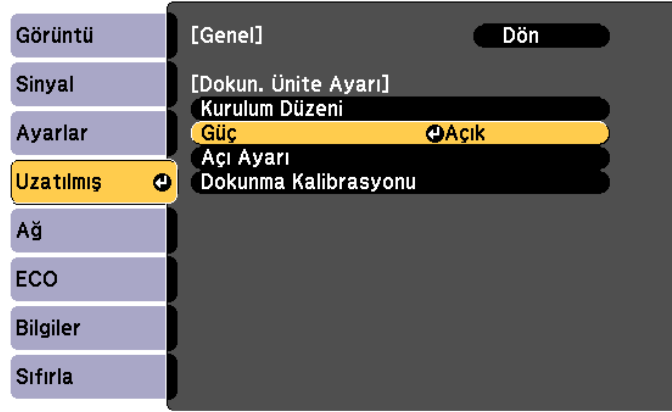 Görüntü
Sinyal
Ayarlar
Uzatılmış
Ağ
ECO
Bilgiler
Sıfırla
[Genel] Dön
[Dokun. Ünite Ayarı]
Kurulum Düzeni
Güç Açık
Açı Ayarı
Dokunma Kalibrasyonu